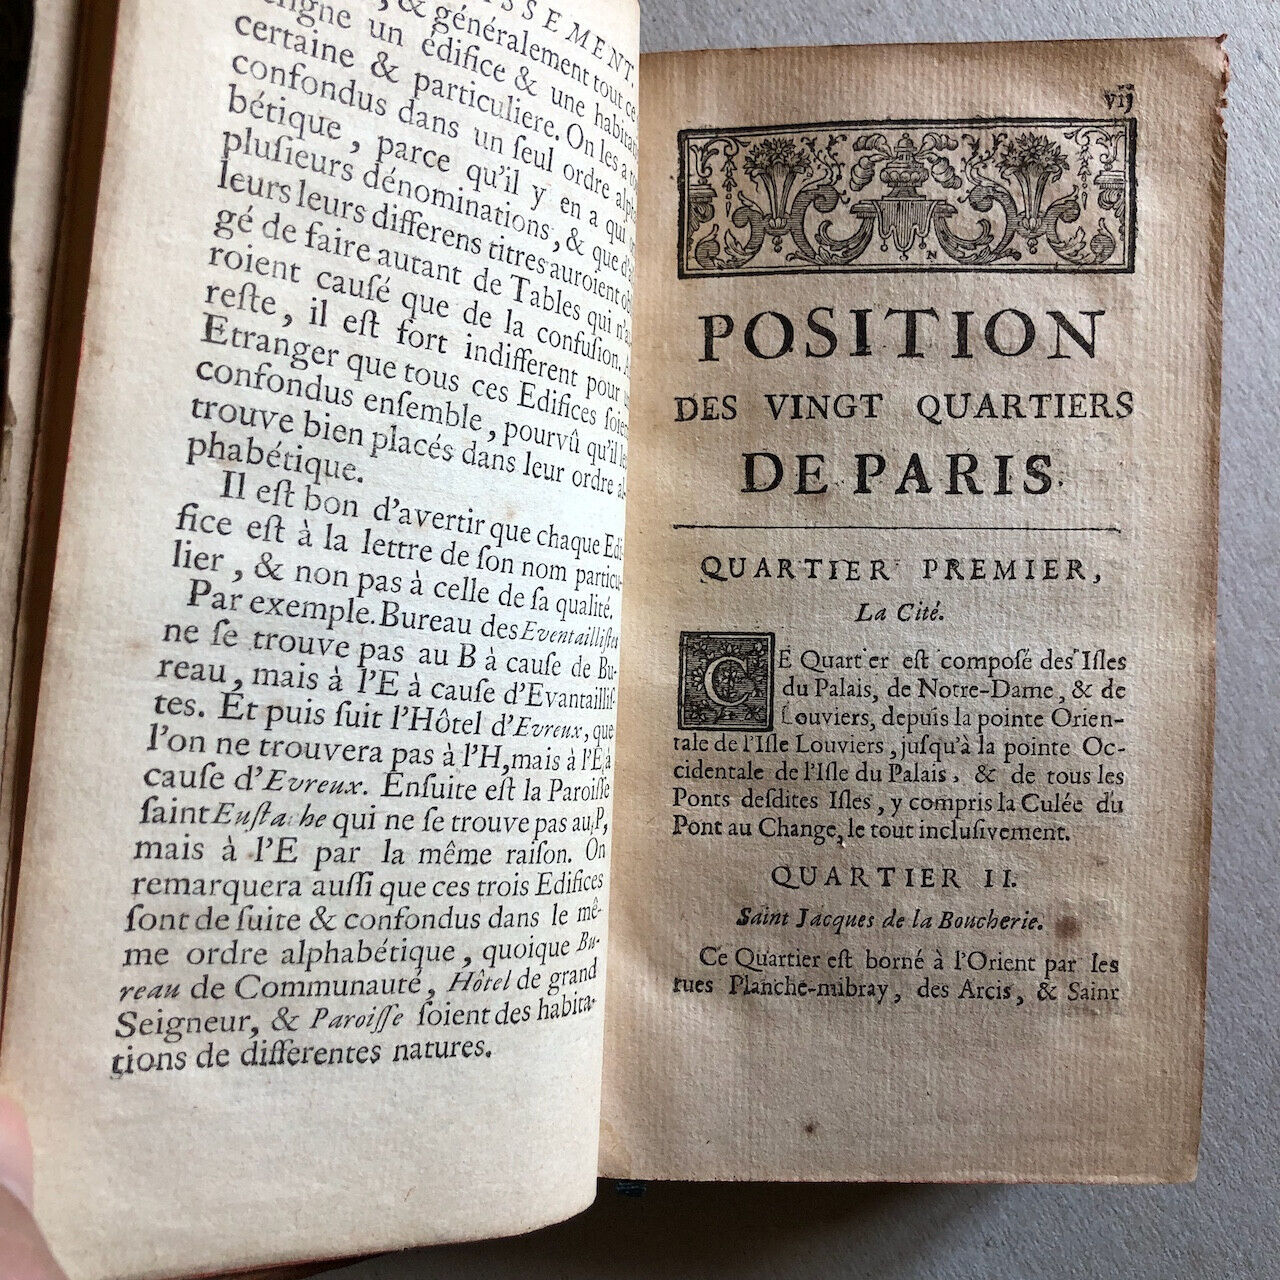 SSEMENT.
, & généralement tout ce
signe un édifice & une
certaine & particuliere. On les a
confondus dans un ſeul ordre
bétique, parce qu'il y en a qui
pluſieurs dénominations, & que
leurs leurs differens titres auroient
gé de faire autant de Tables qui
roient cauſé que de la confuſion.
reſte, il eſt fort indifferent pour
Etranger que tous ces Edifices ſoient
confondus enſemble, pourvû qu'il
trouve bien placés dans leur ordre al-
phabétique.
Il eſt bon d'avertir que chaque Edi-
fice eſt à la lettre de ſon nom particu-
lier, & non pas à celle de ſa qualité.
Par exemple. Bureau des Eventailliſtes
ne ſe trouve pas au B à cauſe de Bu-
reau, mais à l'E à cauſe d'Evantailliſ-
tes. Et puis ſuit l'Hôtel d'Evreux, que
l'on ne trouvera pas à l'H, mais à l'E à
cauſe d'Evreux. Enſuite eſt la Paroiſſe
ſaint Euſtache qui ne ſe trouve pas au P,
mais à l'E par la même raiſon. On
remarquera auſſi que ces trois Edifices
ſont de ſuite & confondus dans le mê-
me ordre alphabétique, quoique Bu-
reau de Communauté, Hôtel de grand
Seigneur, & Paroiſſe ſoient des habita-
tions de differentes natures.
vij
N
POSITION
DES VINGT QUARTIERS
DE PARIS.
QUARTIER PREMIER,
La Cité.
CE Quartier eſt compoſé des Iſles
du Palais, de Notre-Dame, & de
Louviers, depuis la pointe Orien-
tale de l'Iſle Louviers, juſqu'à la pointe Oc-
cidentale de l'Iſle du Palais, & de tous les
Ponts deſdites Iſles, y compris la Culée du
Pont au Change, le tout incluſivement.
QUARTIER II.
Saint Jacques de la Boucherie.
Ce Quartier eſt borné à l'Orient par les
rues Planche-mibray, des Arcis, & Saint